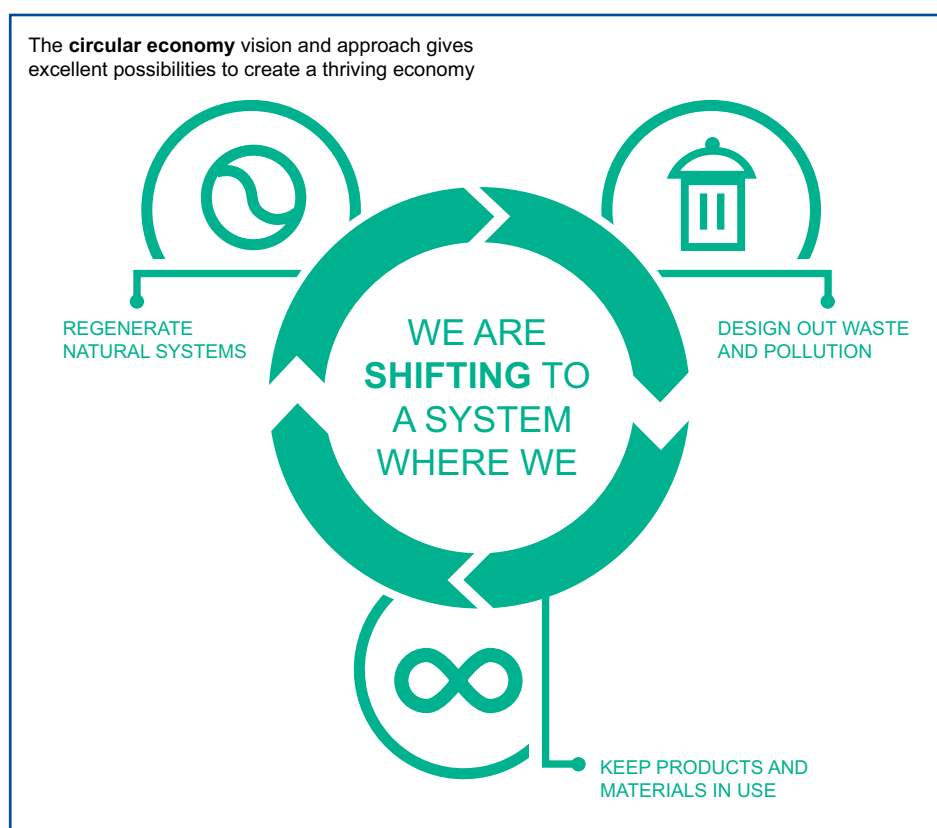 The circular economy vision and approach gives
excellent possibilities to create a thriving economy
WE ARE
SHIFTING TO
A SYSTEM
WHERE WE
REGENERATE
NATURAL SYSTEMS
DESIGN OUT WASTE
AND POLLUTION
KEEP PRODUCTS AND
MATERIALS IN USE